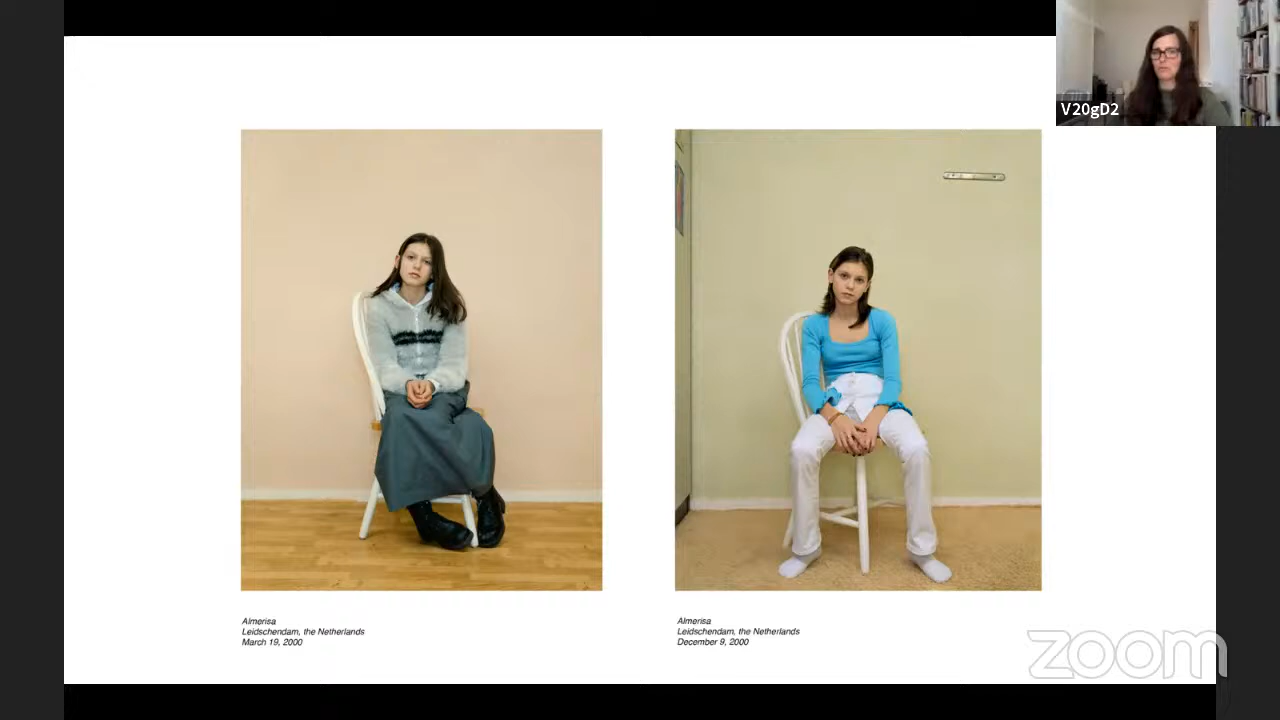 V20gD2
Almerisa
Leidschendam, the Netherlands
March 19, 2000
Almerisa
Leidschendam, the Netherlands
December 9, 2000
zoom